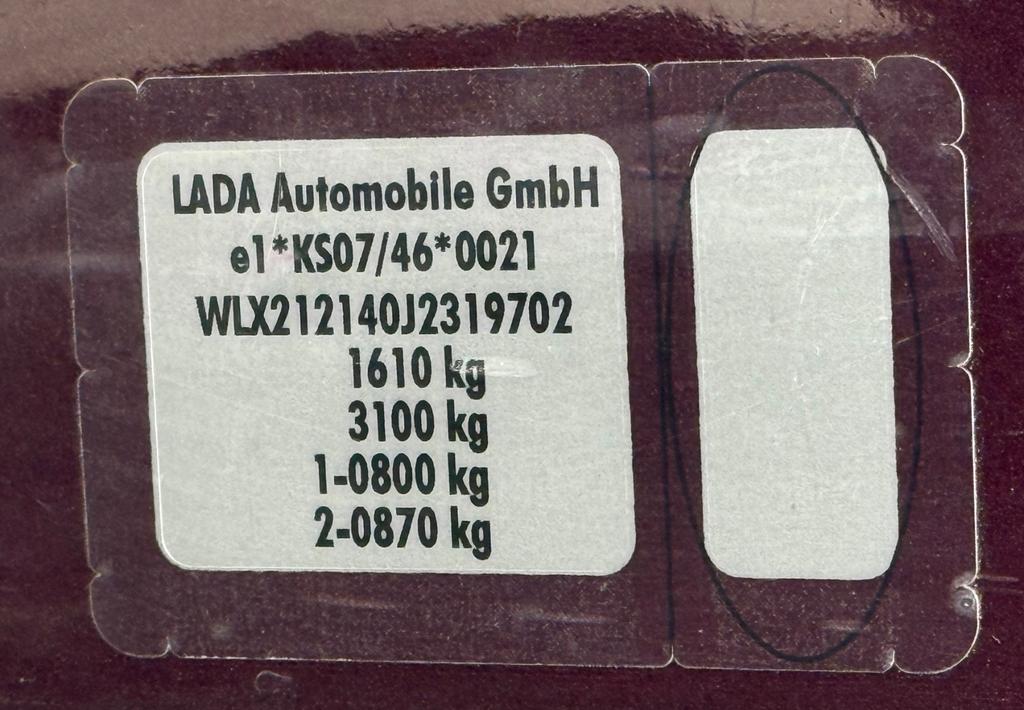 LADA Automobile GmbH
e1*KS07/46*0021
WLX212140J2319702
1610 kg
3100 kg
1-0800 kg
2-0870 kg